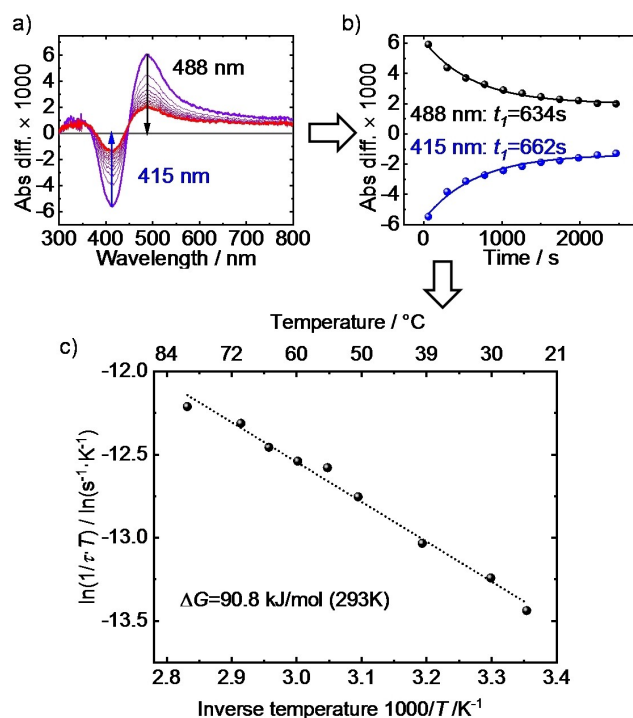 a)
Abs diff. × 1000
6
4
2
0
-2
-4
-6
488 nm
415 nm
300 400 500 600 700 800
Wavelength / nm
b)
Abs diff. × 1000
6
4
2
0
-2
-4
-6
488 nm: t₁=634s
415 nm: t₁=662s
0 1000 2000
Time / s
c)
Temperature / °C
84 72 60 50 39 30 21
ln(1/τ·T) / ln(s⁻¹·K⁻¹)
-12.0
-12.5
-13.0
-13.5
ΔG=90.8 kJ/mol (293K)
2.8 2.9 3.0 3.1 3.2 3.3 3.4
Inverse temperature 1000/T /K⁻¹